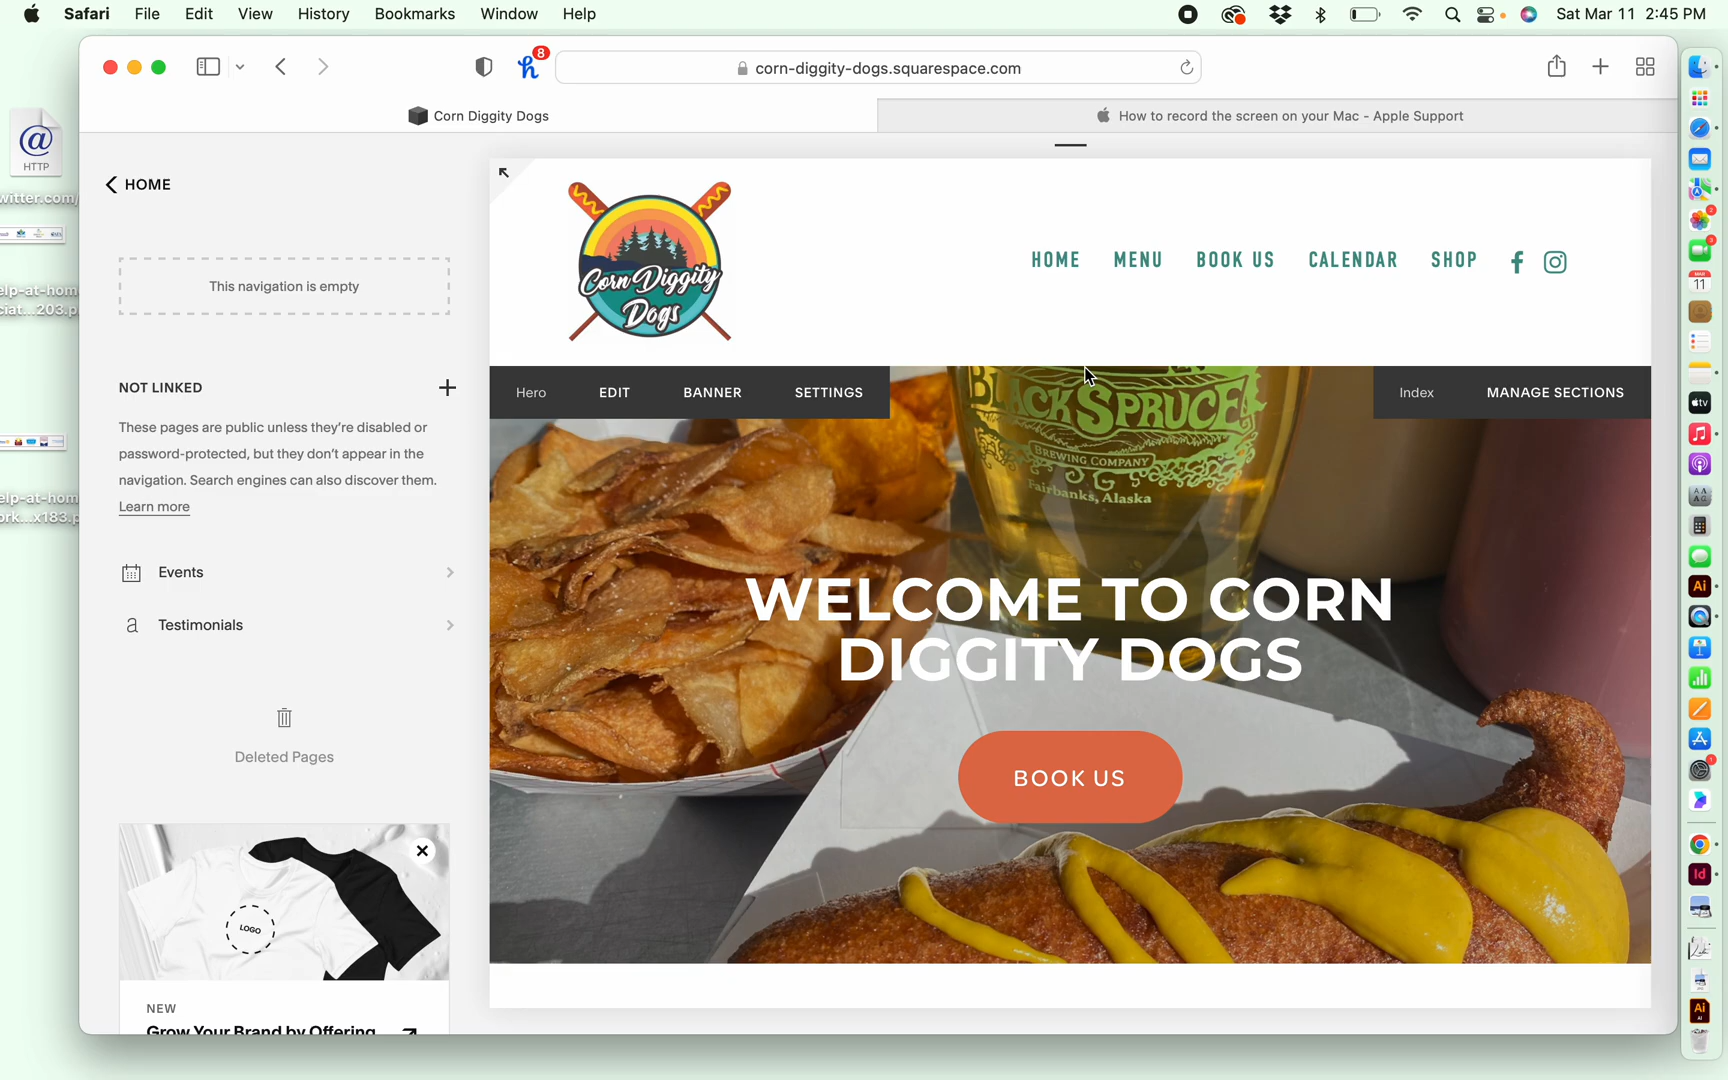 Safari File Edit View History Bookmarks Window Help
Sat Mar 11 2:45 PM
8
corn-diggity-dogs.squarespace.com
Corn Diggity Dogs
How to record the screen on your Mac - Apple Support
HTTP
HOME
This navigation is empty
NOT LINKED
These pages are public unless they're disabled or
password-protected, but they don't appear in the
navigation. Search engines can also discover them.
Learn more
Events
Testimonials
Deleted Pages
LOGO
NEW
Grow Your Brand by Offering
Corn Diggity
Dogs
HOME MENU BOOK US CALENDAR SHOP
Hero EDIT BANNER SETTINGS
Index MANAGE SECTIONS
BLACK SPRUCE
BREWING COMPANY
Fairbanks, Alaska
WELCOME TO CORN
DIGGITY DOGS
BOOK US